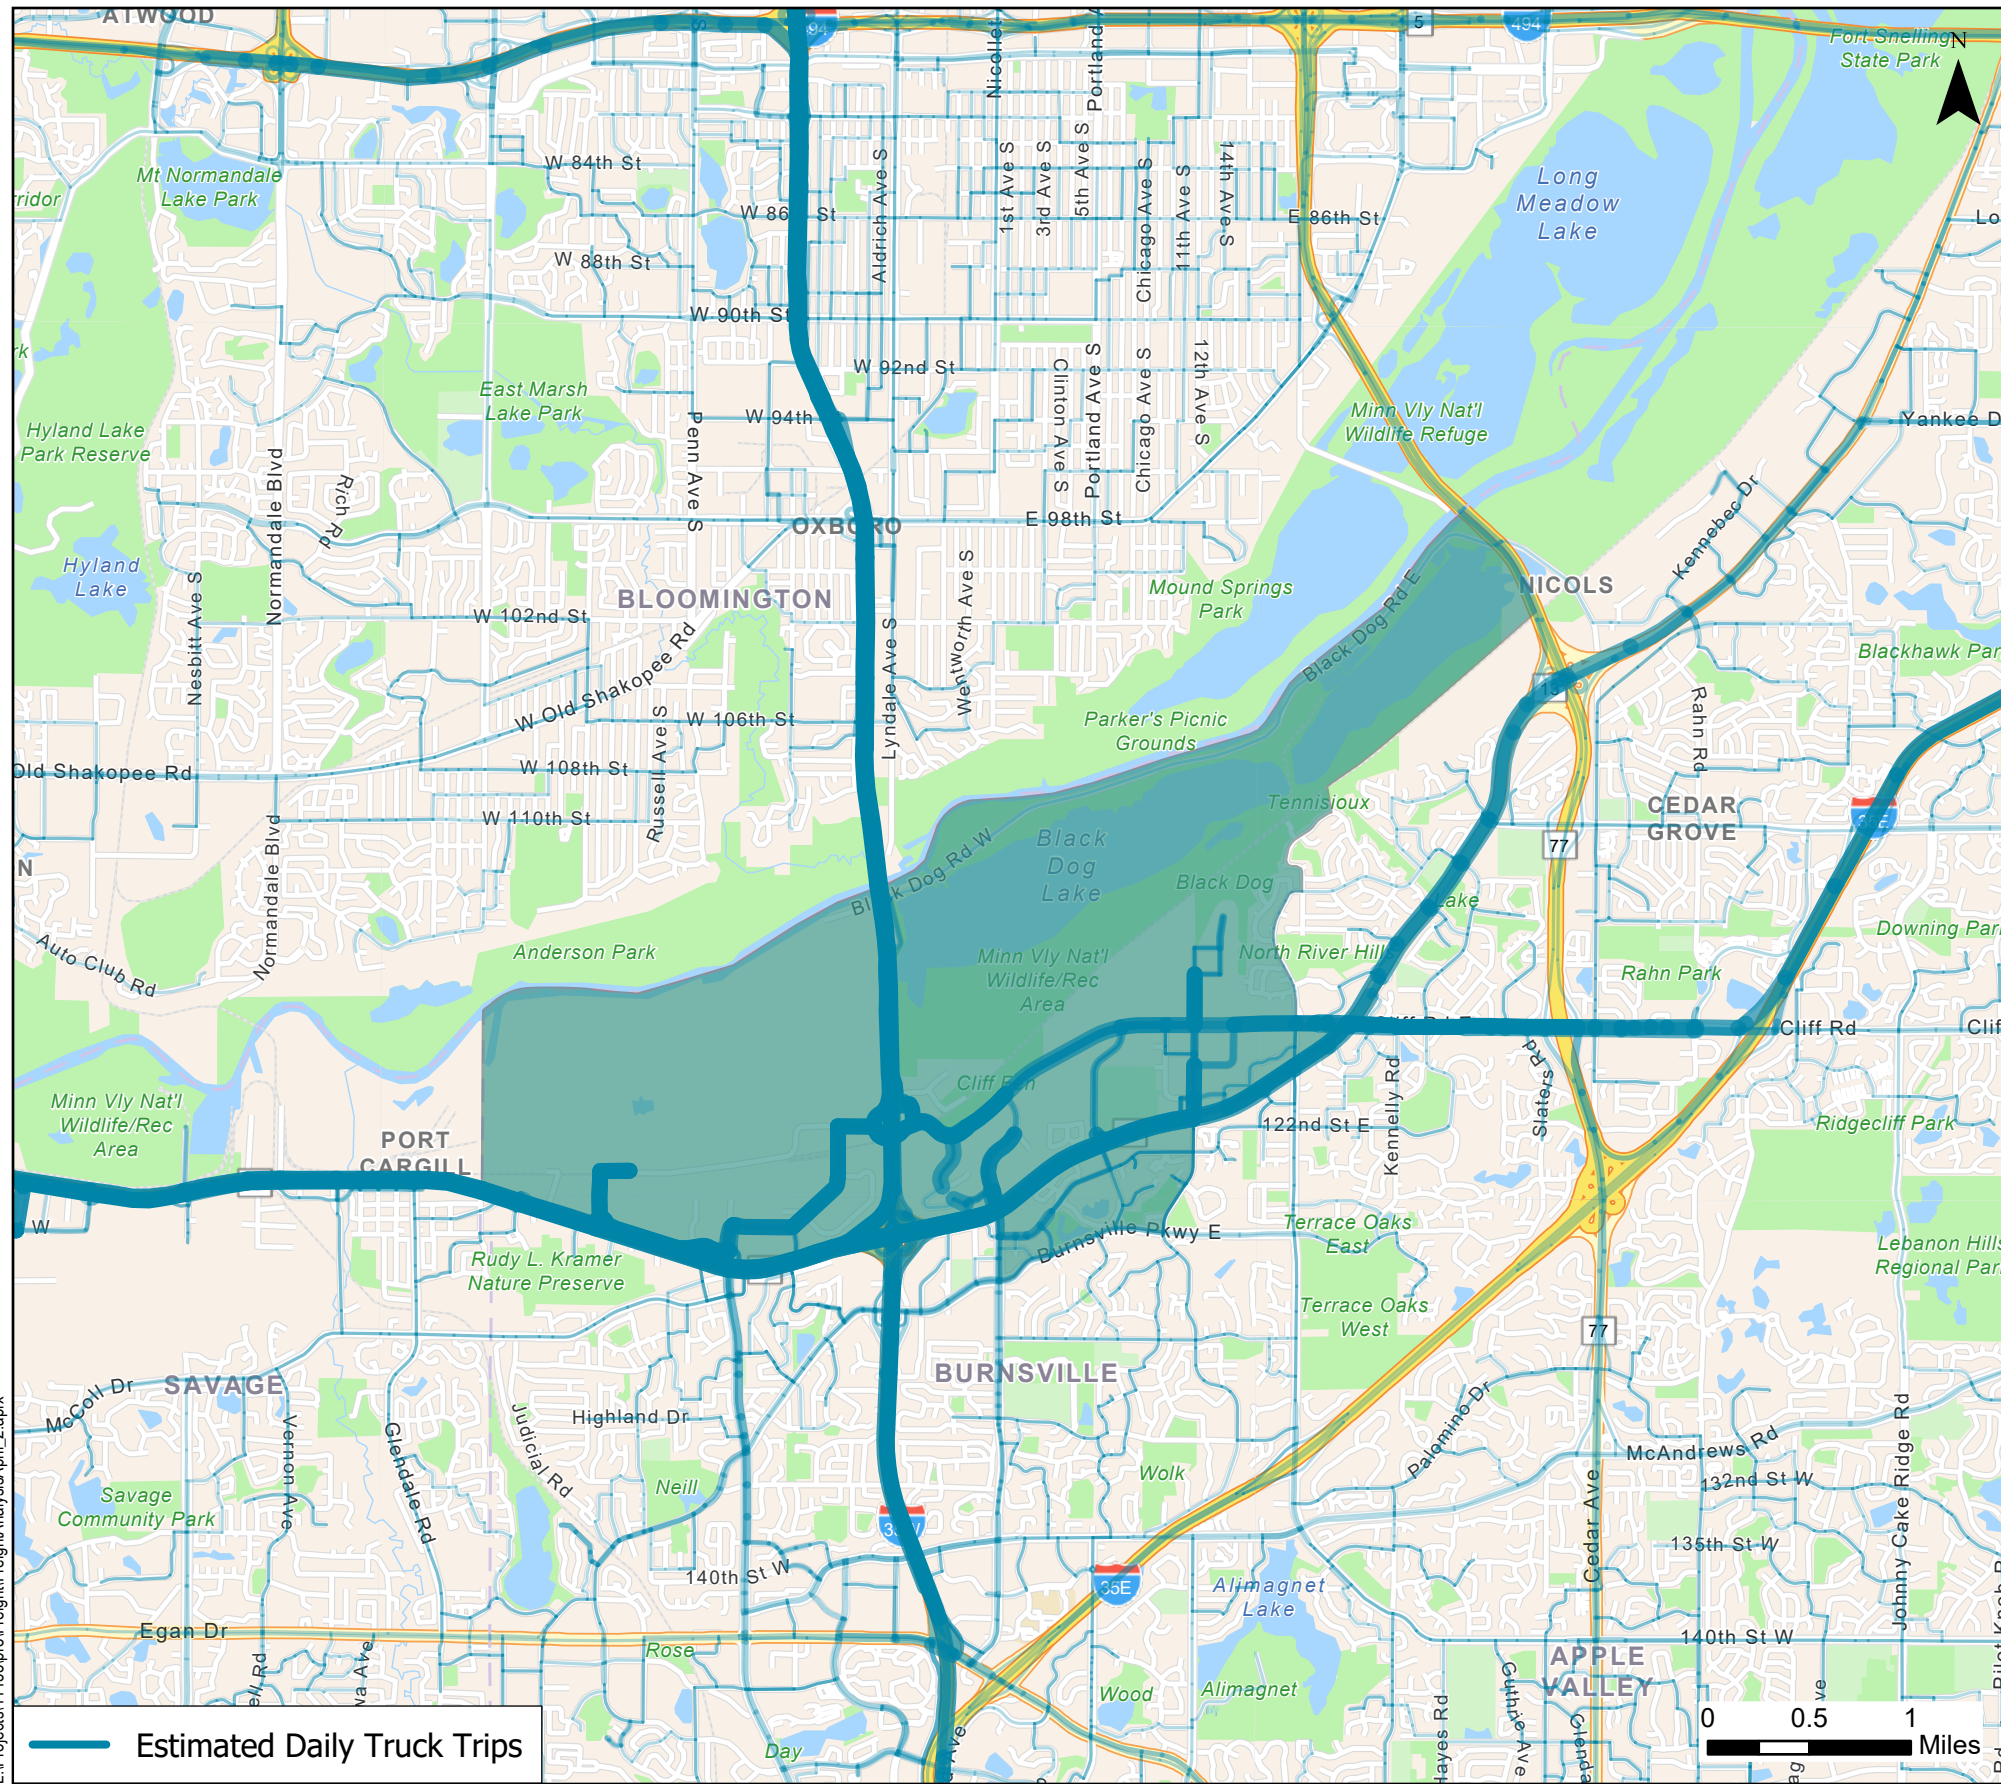 ATWOOD
494
5
494
Fort Snelling
State Park
N
Nicollet
Portland
Mt Normandale
Lake Park
W 84th St
W 86th St
W 88th St
W 90th St
Aldrich Ave S
1st Ave S
3rd Ave S
5th Ave S
Chicago Ave S
11th Ave S
14th Ave S
E 86th St
Long
Meadow
Lake
Lo
W 92nd St
W 94th
East Marsh
Lake Park
Hyland Lake
Park Reserve
Normandale Blvd
Rich Rd
Penn Ave S
Clinton Ave S
Portland Ave S
Chicago Ave S
12th Ave S
Minn Vly Nat'l
Wildlife Refuge
Yankee D
Kennebec Dr
OXBORO
E 98th St
Hyland
Lake
Nesbitt Ave S
BLOOMINGTON
W 102nd St
W Old Shakopee Rd
Wentworth Ave S
Lyndale Ave S
Mound Springs
Park
Black Dog Rd E
NICOLS
13
Blackhawk Par
Rahn Rd
W 106th St
Russell Ave S
Parker's Picnic
Grounds
Old Shakopee Rd
W 108th St
W 110th St
Normandale Blvd
Tennisioux
CEDAR
GROVE
35E
77
N
Black Dog Rd W
Black
Dog
Lake
Black Dog
Lake
Auto Club Rd
Anderson Park
Minn Vly Nat'l
Wildlife/Rec
Area
North River Hills
Rahn Park
Downing Par
Cliff Rd E
Cliff Rd
Clif
Minn Vly Nat'l
Wildlife/Rec
Area
PORT
CARGILL
Cliff Fen
122nd St E
Kennelly Rd
Slaters Rd
Ridgecliff Park
W
Rudy L. Kramer
Nature Preserve
Burnsville Pkwy E
Terrace Oaks
East
Lebanon Hills
Regional Par
Terrace Oaks
West
77
SAVAGE
BURNSVILLE
McColl Dr
Vernon Ave
Glendale Rd
Judicial Rd
Highland Dr
Neill
Wolk
Palomino Dr
McAndrews Rd
132nd St W
Savage
Community Park
35W
Cedar Ave
135th St W
Johnny Cake Ridge Rd
140th St W
35E
Alimagnet
Lake
Egan Dr
Rose
140th St W
APPLE
VALLEY
Wood
Alimagnet
Guthrie Ave
Hayes Rd
Day
Ave
Estimated Daily Truck Trips
0 0.5 1
Miles